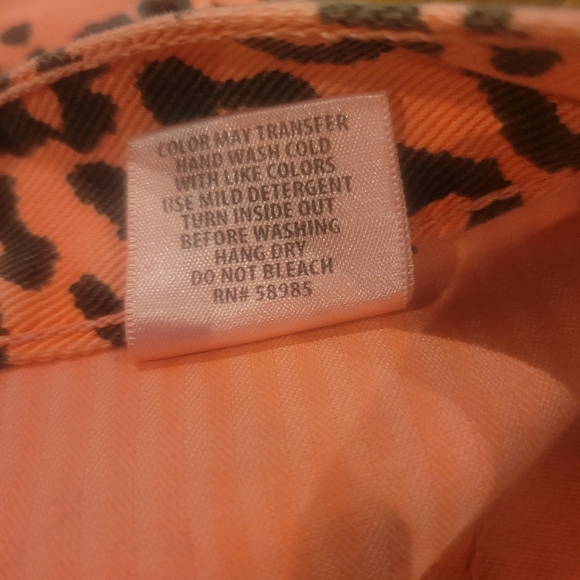 COLOR MAY TRANSFER
HAND WASH COLD
WITH LIKE COLORS
USE MILD DETERGENT
TURN INSIDE OUT
BEFORE WASHING
HANG DRY
DO NOT BLEACH
RN# 58985